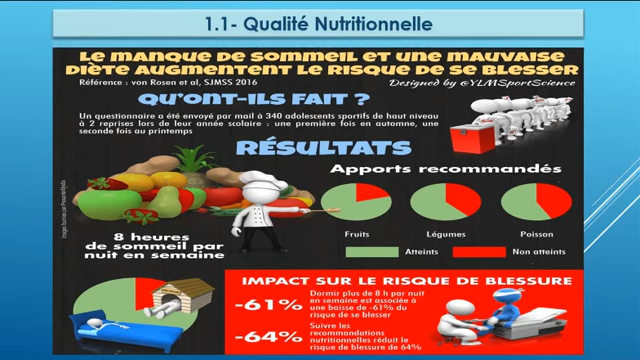 1.1- Qualité Nutritionnelle
Le manque de sommeil et une mauvaise
diète augmentent le risque de se blesser
Référence : von Rosen et al, SJMSS 2016
Designed by @YLMSportScience
Qu'ont-ils fait ?
Un questionnaire a été envoyé par mail à 340 adolescents sportifs de haut niveau
à 2 reprises lors de leur année scolaire : une première fois en automne, une
seconde fois au printemps
RÉSULTATS
Apports recommandés
Fruits
Légumes
Poisson
Atteints
Non atteints
Images fournies par PresenterMedia
8 heures
de sommeil par
nuit en semaine
IMPACT SUR LE RISQUE DE BLESSURE
-61%
Dormir plus de 8 h par nuit
en semaine est associée à
une baisse de -61% du
risque de se blesser
-64%
Suivre les
recommandations
nutritionnelles réduit le
risque de blessure de 64%